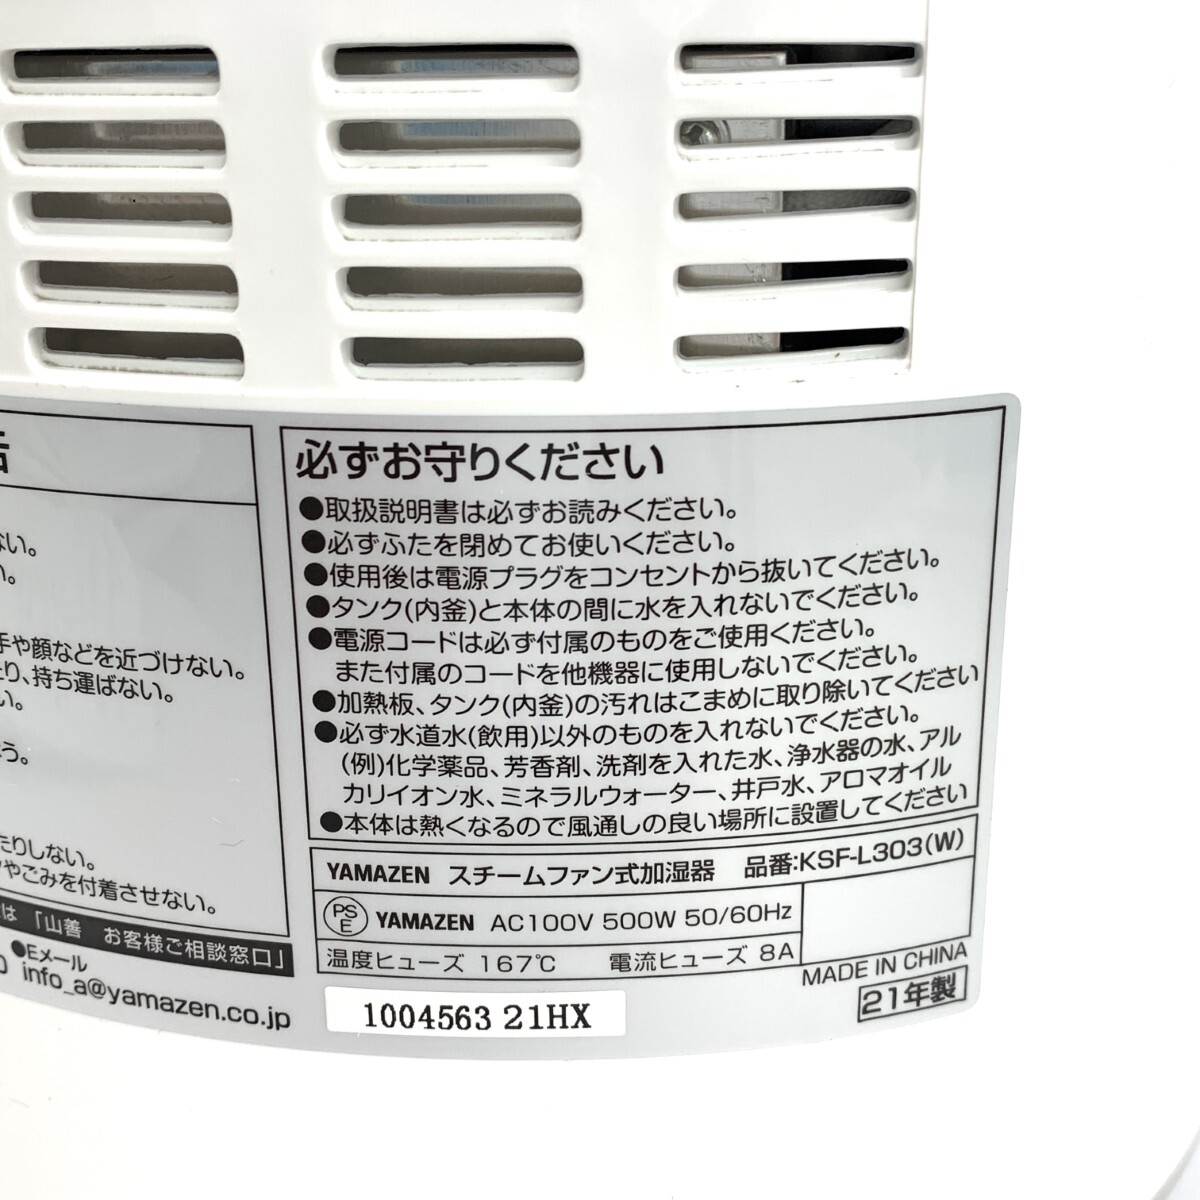 告
ない。
い。
手や顔などを近づけない。
たり、持ち運ばない。
い。
よう。
たりしない。
やごみを付着させない。
は「山善 お客様ご相談窓口」
●Eメール
0 info_a@yamazen.co.jp
必ずお守りください
●取扱説明書は必ずお読みください。
●必ずふたを閉めてお使いください。
●使用後は電源プラグをコンセントから抜いてください。
●タンク(内釜)と本体の間に水を入れないでください。
●電源コードは必ず付属のものをご使用ください。
また付属のコードを他機器に使用しないでください。
●加熱板、タンク(内釜)の汚れはこまめに取り除いてください
●必ず水道水(飲用)以外のものを入れないでください。
(例)化学薬品、芳香剤、洗剤を入れた水、浄水器の水、アル
カリイオン水、ミネラルウォーター、井戸水、アロマオイル
●本体は熱くなるので風通しの良い場所に設置してください
YAMAZEN スチームファン式加湿器 品番:KSF-L303(W)
PSE YAMAZEN AC100V 500W 50/60Hz
温度ヒューズ 167℃ 電流ヒューズ 8A
MADE IN CHINA
21年製
1004563 21HX